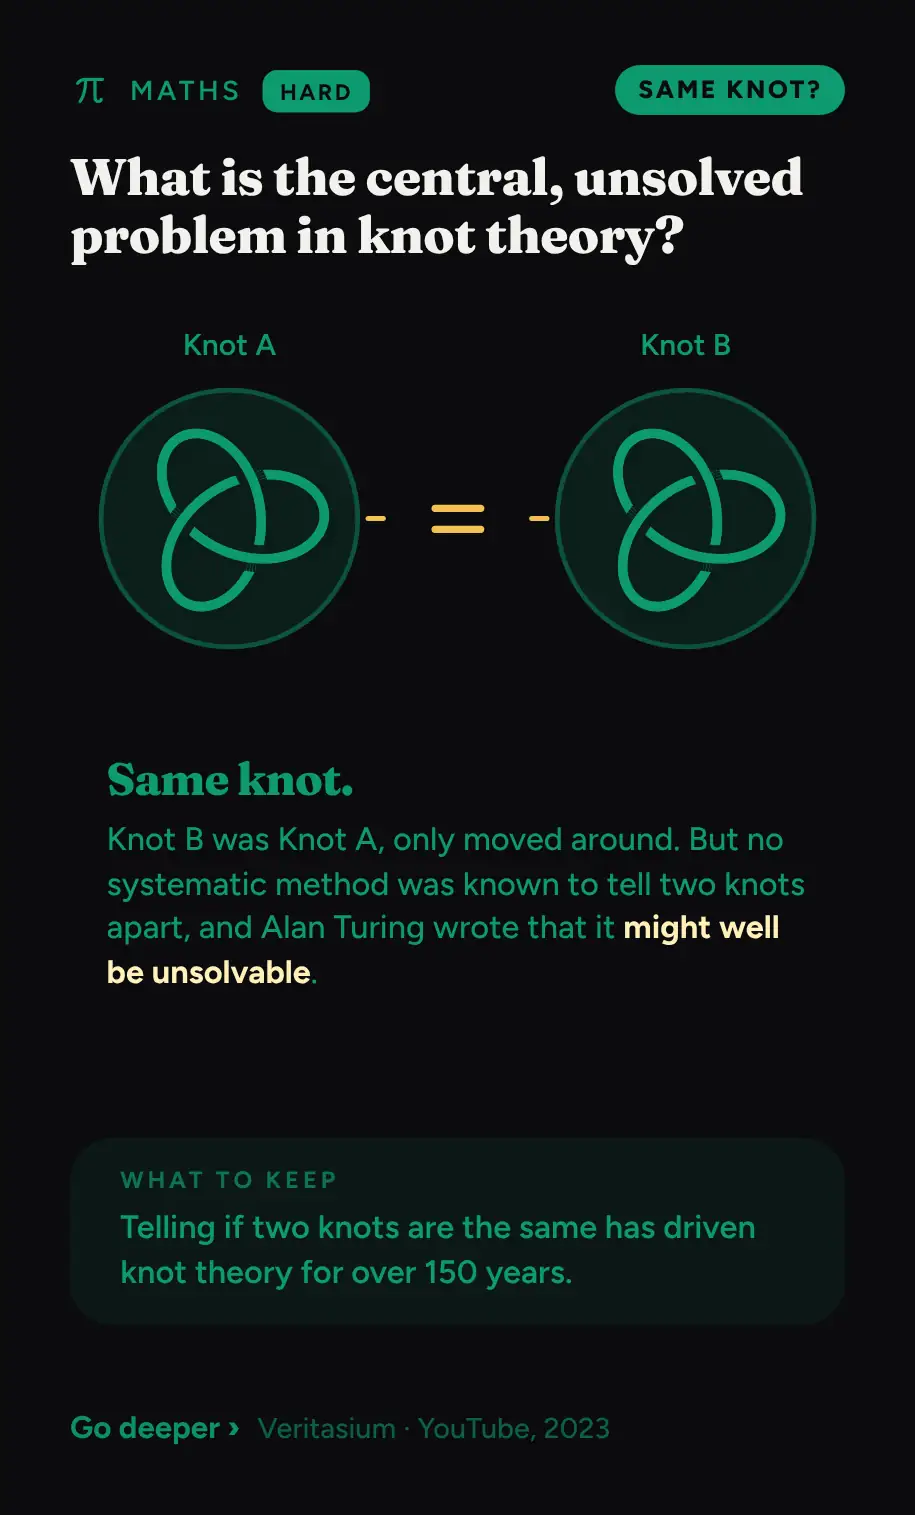 π MATHS HARD SAME KNOT?
What is the central, unsolved
problem in knot theory?
Knot A Knot B
=
Same knot.
Knot B was Knot A, only moved around. But no
systematic method was known to tell two knots
apart, and Alan Turing wrote that it might well
be unsolvable.
WHAT TO KEEP
Telling if two knots are the same has driven
knot theory for over 150 years.
Go deeper › Veritasium · YouTube, 2023